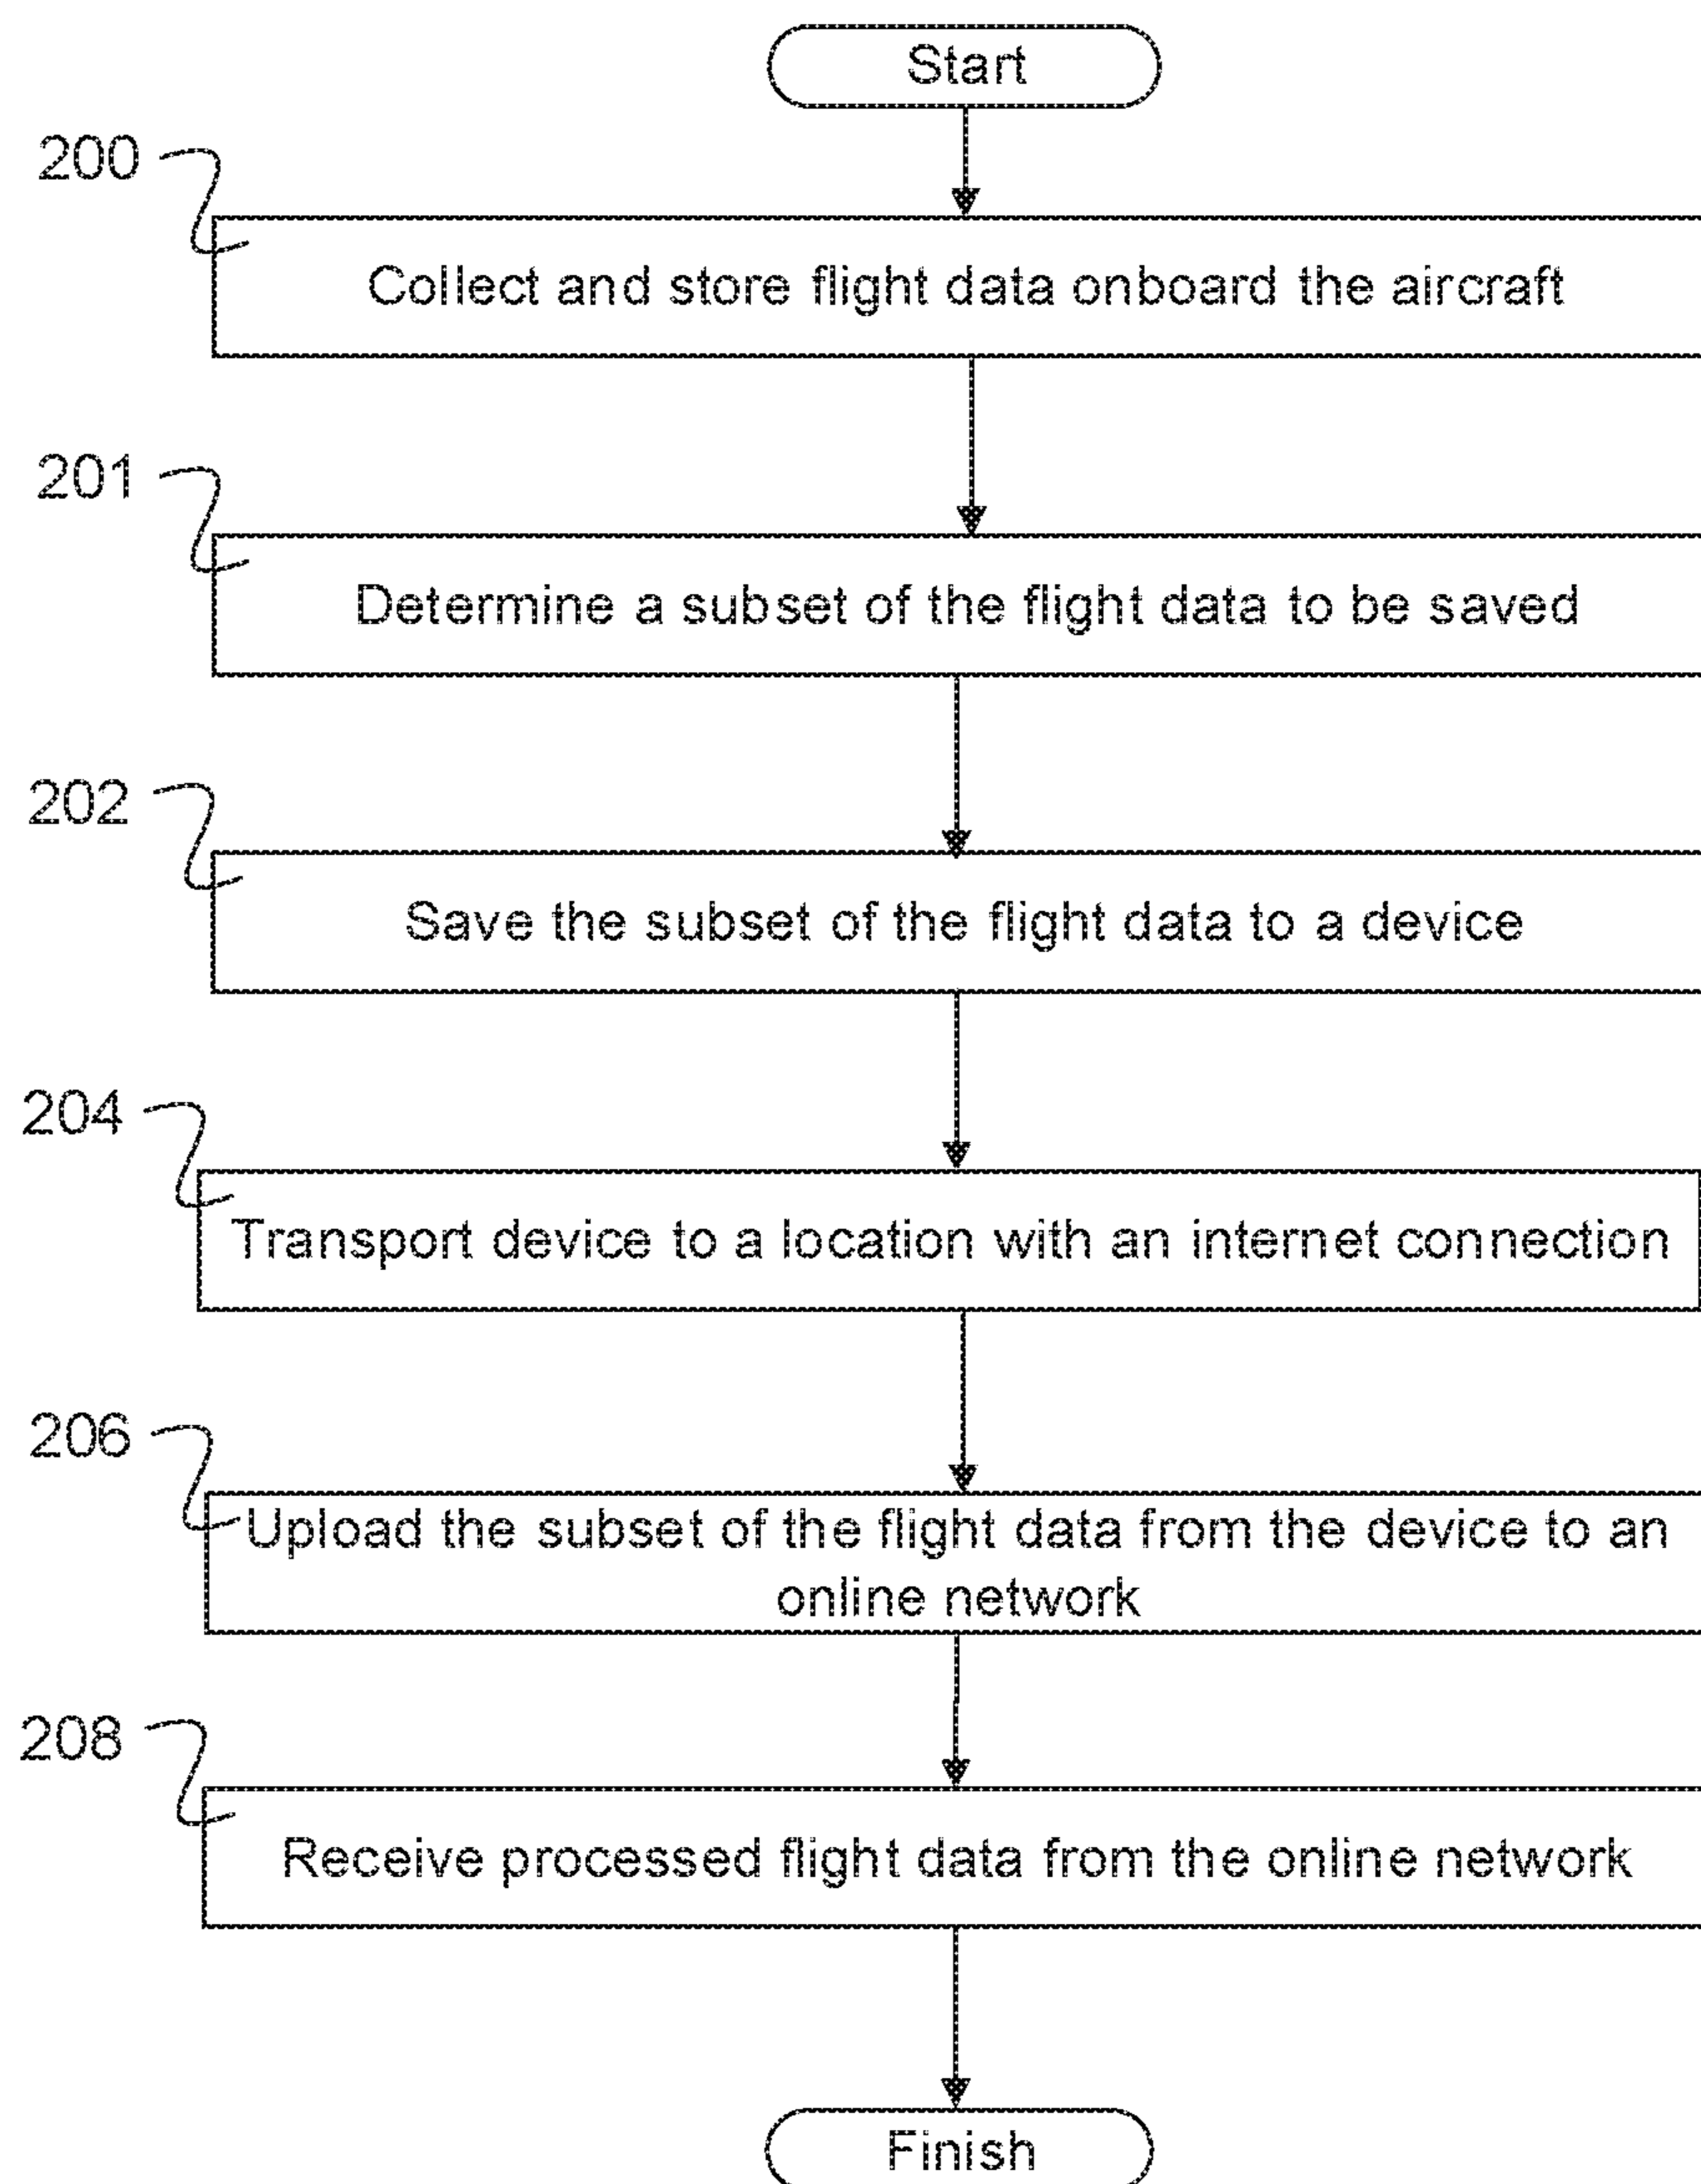 Start
200
Collect and store flight data onboard the aircraft
201
Determine a subset of the flight data to be saved
202
Save the subset of the flight data to a device
204
Transport device to a location with an internet connection
206
Upload the subset of the flight data from the device to an
online network
208
Receive processed flight data from the online network
Finish